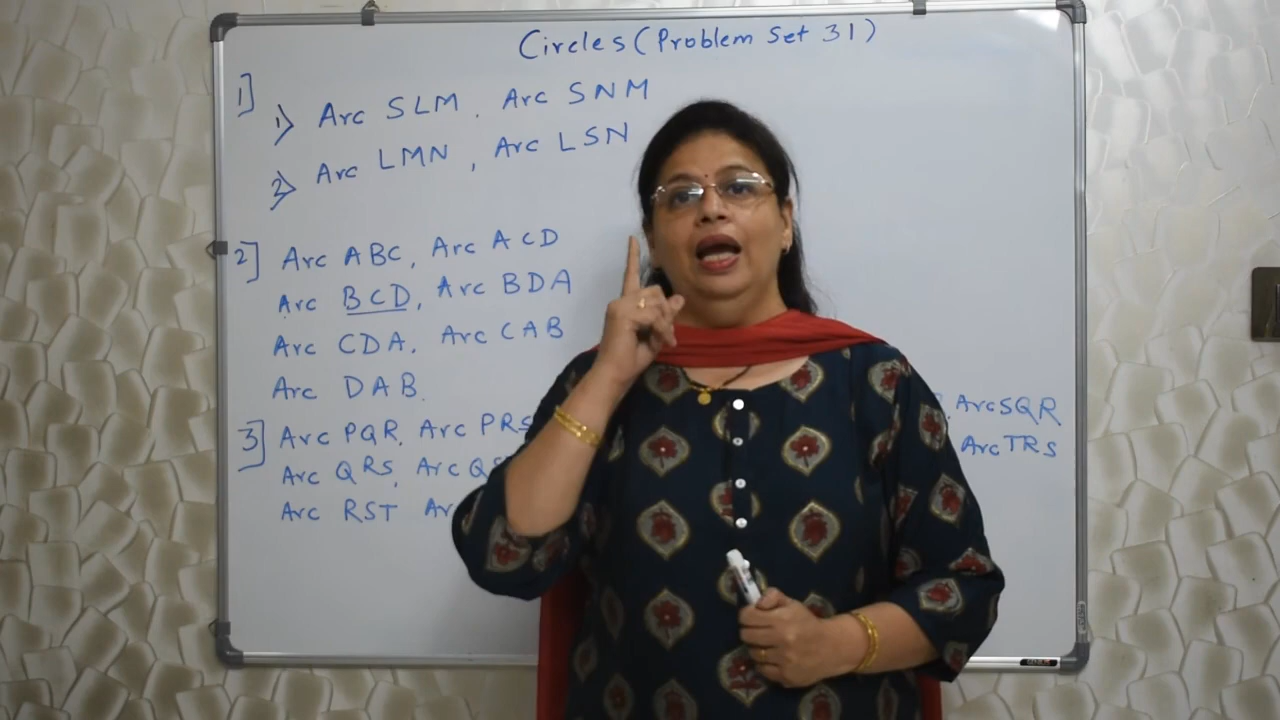 Circles (Problem Set 31)
1]
1) Arc SLM, Arc SNM
2) Arc LMN, Arc LSN
2] Arc ABC, Arc ACD
Arc BCD, Arc BDA
Arc CDA, Arc CAB
Arc DAB.
3] Arc PQR, Arc PRS Arc SQR
Arc QRS, Arc Arc TRS
Arc RST